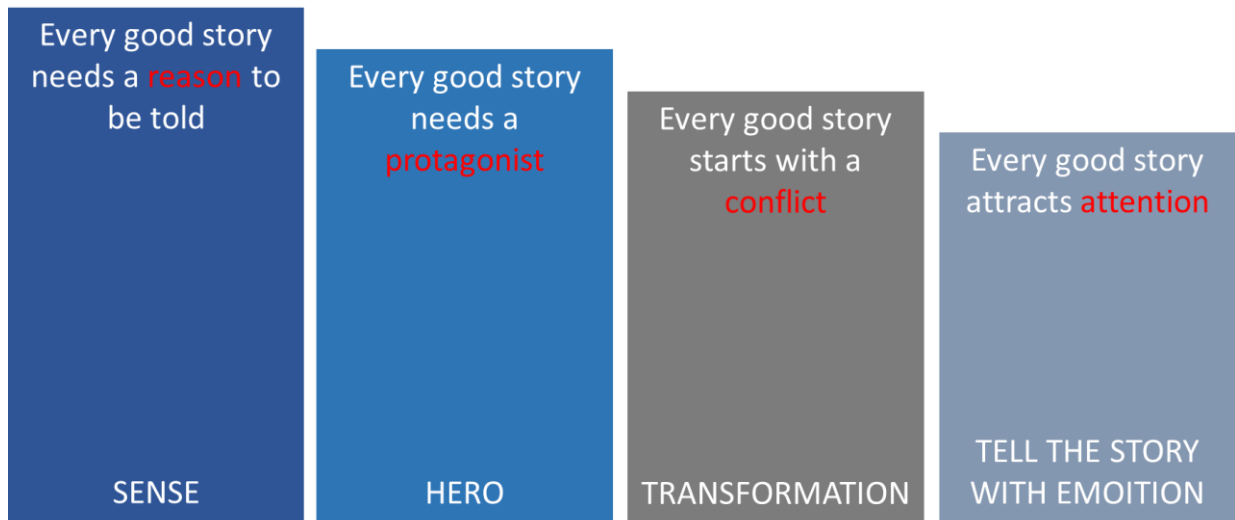 Every good story
needs a reason to
be told
SENSE
Every good story
needs a
protagonist
HERO
Every good story
starts with a
conflict
TRANSFORMATION
Every good story
attracts attention
TELL THE STORY
WITH EMOITION